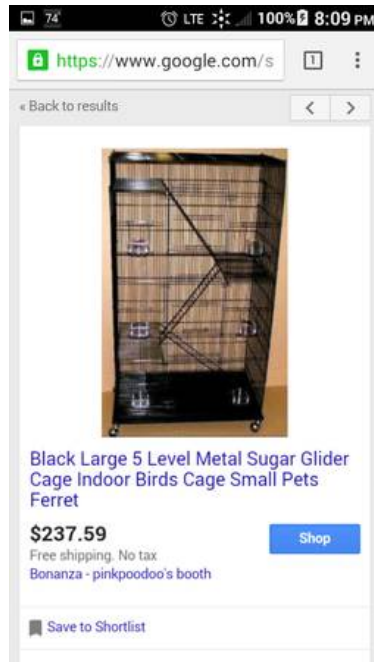 74° LTE 100% 8:09 PM
https://www.google.com/s 1
« Back to results
Black Large 5 Level Metal Sugar Glider
Cage Indoor Birds Cage Small Pets
Ferret
$237.59
Shop
Free shipping. No tax
Bonanza - pinkpoodoo's booth
Save to Shortlist